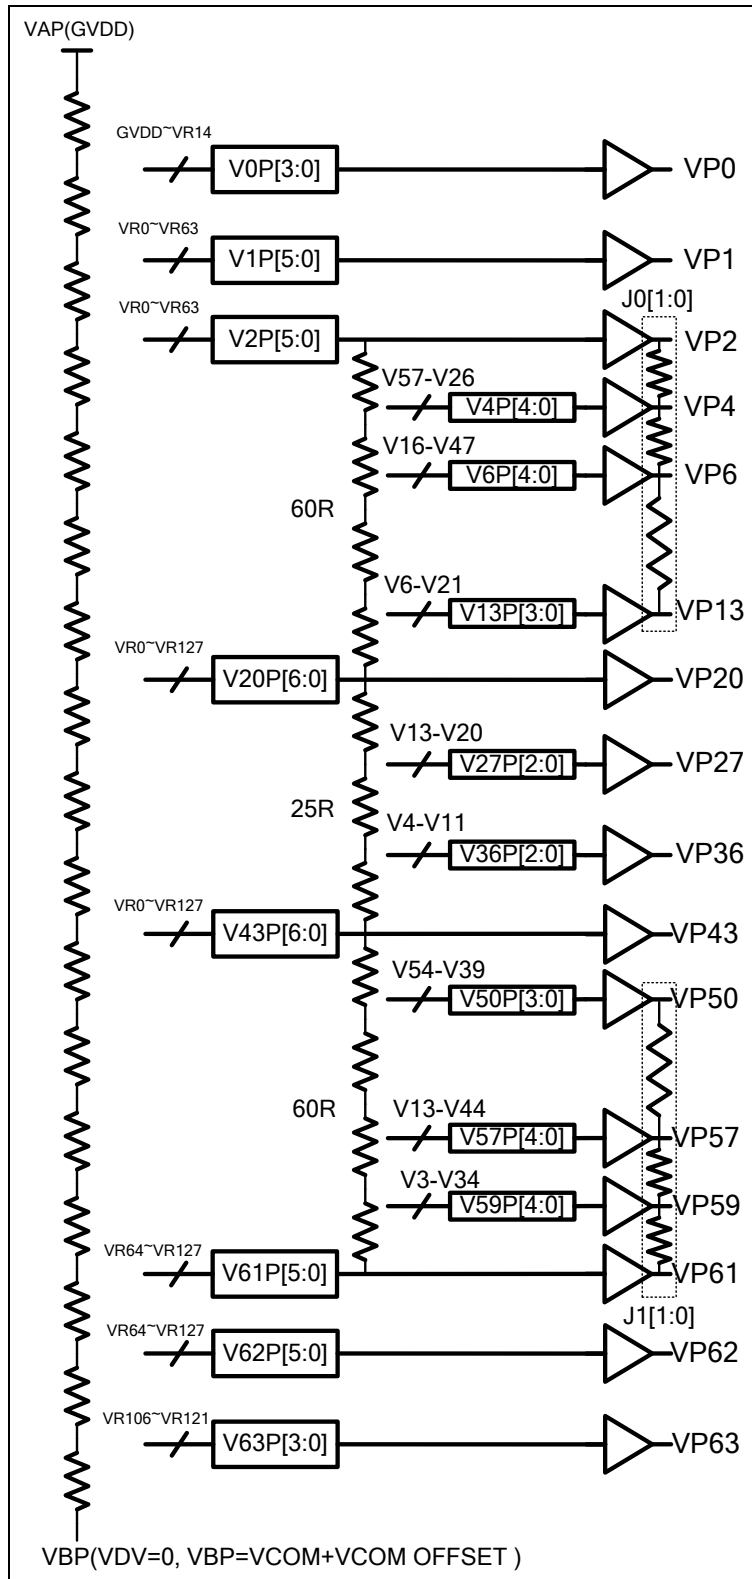 VAP(GVDD)
GVDD~VR14
V0P[3:0]
VP0
VR0~VR63
V1P[5:0]
VP1
J0[1:0]
VR0~VR63
V2P[5:0]
VP2
V57-V26
V4P[4:0]
VP4
V16-V47
V6P[4:0]
VP6
60R
V6-V21
V13P[3:0]
VP13
VR0~VR127
V20P[6:0]
VP20
V13-V20
V27P[2:0]
VP27
25R
V4-V11
V36P[2:0]
VP36
VR0~VR127
V43P[6:0]
VP43
V54-V39
V50P[3:0]
VP50
60R
V13-V44
V57P[4:0]
VP57
V3-V34
V59P[4:0]
VP59
VR64~VR127
V61P[5:0]
VP61
J1[1:0]
VR64~VR127
V62P[5:0]
VP62
VR106~VR121
V63P[3:0]
VP63
VBP(VDV=0, VBP=VCOM+VCOM OFFSET )